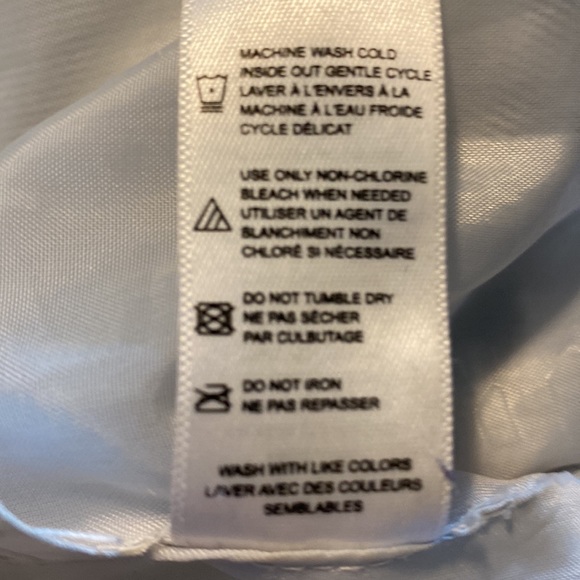 MACHINE WASH COLD
INSIDE OUT GENTLE CYCLE
LAVER À L'ENVERS À LA
MACHINE À L'EAU FROIDE
CYCLE DÉLICAT
USE ONLY NON-CHLORINE
BLEACH WHEN NEEDED
UTILISER UN AGENT DE
BLANCHIMENT NON
CHLORÉ SI NÉCESSAIRE
DO NOT TUMBLE DRY
NE PAS SÉCHER
PAR CULBUTAGE
DO NOT IRON
NE PAS REPASSER
WASH WITH LIKE COLORS
LAVER AVEC DES COULEURS
SEMBLABLES